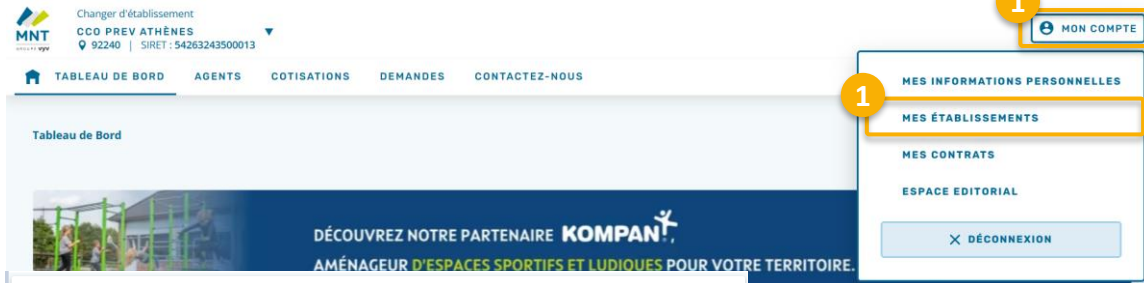 Changer d'établissement
MNT
GROUPE vyv
CCO PREV ATHÈNES
92240 | SIRET : 54263243500013
1
MON COMPTE
TABLEAU DE BORD AGENTS COTISATIONS DEMANDES CONTACTEZ-NOUS
MES INFORMATIONS PERSONNELLES
1
MES ÉTABLISSEMENTS
Tableau de Bord
MES CONTRATS
ESPACE EDITORIAL
DÉCONNEXION
DÉCOUVREZ NOTRE PARTENAIRE KOMPAN!,
AMÉNAGEUR D'ESPACES SPORTIFS ET LUDIQUES POUR VOTRE TERRITOIRE.